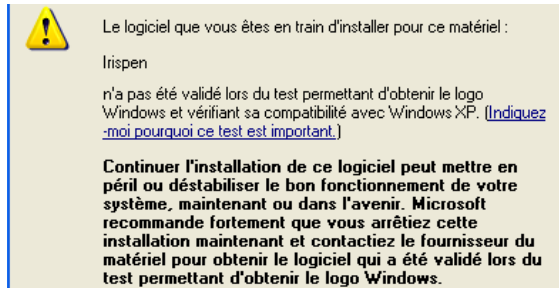 Le logiciel que vous êtes en train d'installer pour ce matériel :
Irispen
n'a pas été validé lors du test permettant d'obtenir le logo
Windows et vérifiant sa compatibilité avec Windows XP. (Indiquez
-moi pourquoi ce test est important.)
Continuer l'installation de ce logiciel peut mettre en
péril ou déstabiliser le bon fonctionnement de votre
système, maintenant ou dans l'avenir. Microsoft
recommande fortement que vous arrêtiez cette
installation maintenant et contactiez le fournisseur du
matériel pour obtenir le logiciel qui a été validé lors du
test permettant d'obtenir le logo Windows.